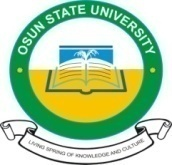 OSUN STATE UNIVERSITY
LIVING SPRING OF KNOWLEDGE AND CULTURE